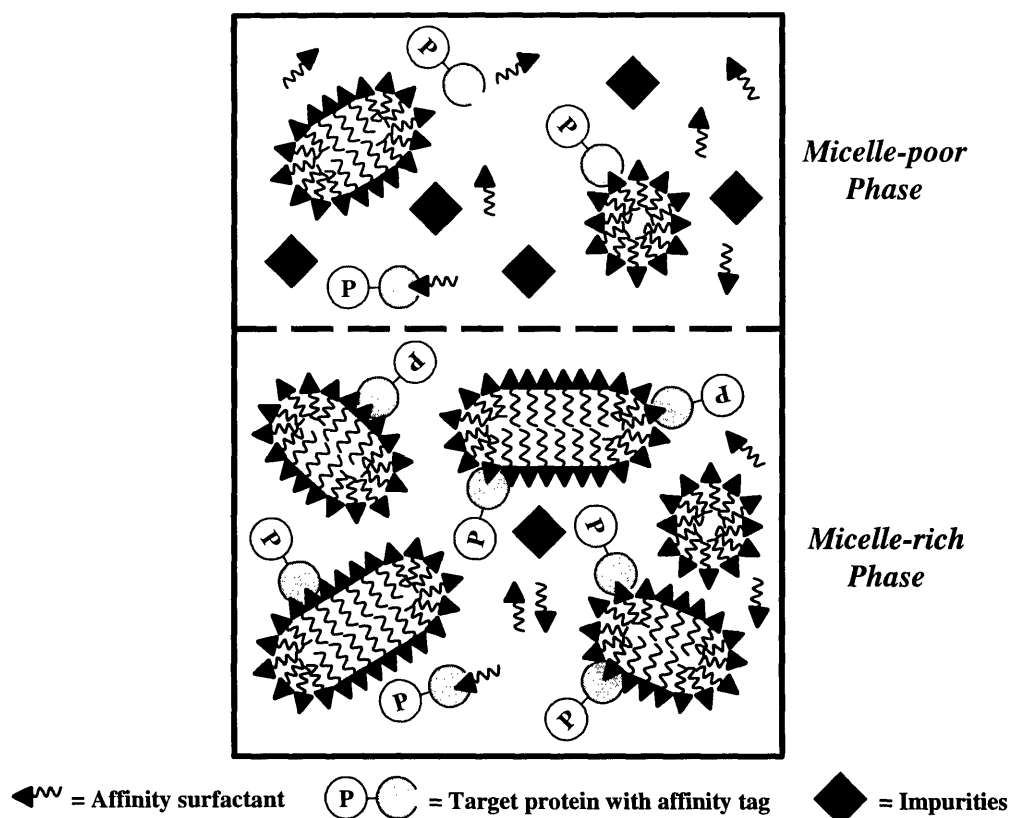 P
P
Micelle-poor
Phase
P
P
P
P
P
P
Micelle-rich
Phase
P
P
= Affinity surfactant
P
= Target protein with affinity tag
= Impurities